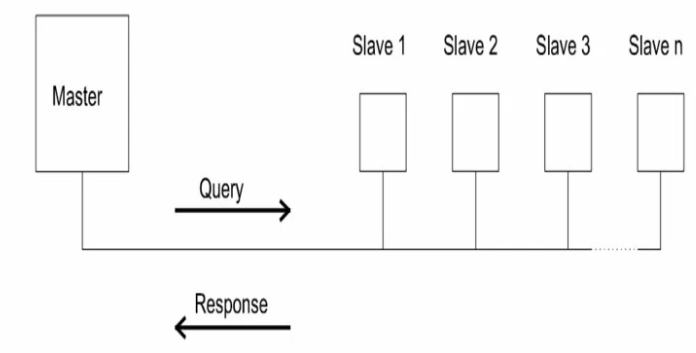 Slave 1 Slave 2 Slave 3 Slave n
Master
Query
Response